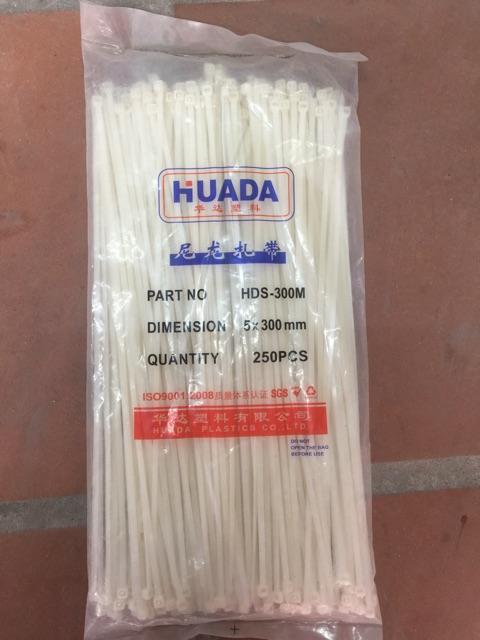 HUADA
华达塑料
尼龙扎带
PART NO HDS-300M
DIMENSION 5×300mm
QUANTITY 250PCS
ISO9001:2008质量体系认证 SGS
华达塑料有限公司
HUADA PLASTICS CO.,LTD.
DO NOT
OPEN THE BAG
BEFORE USE